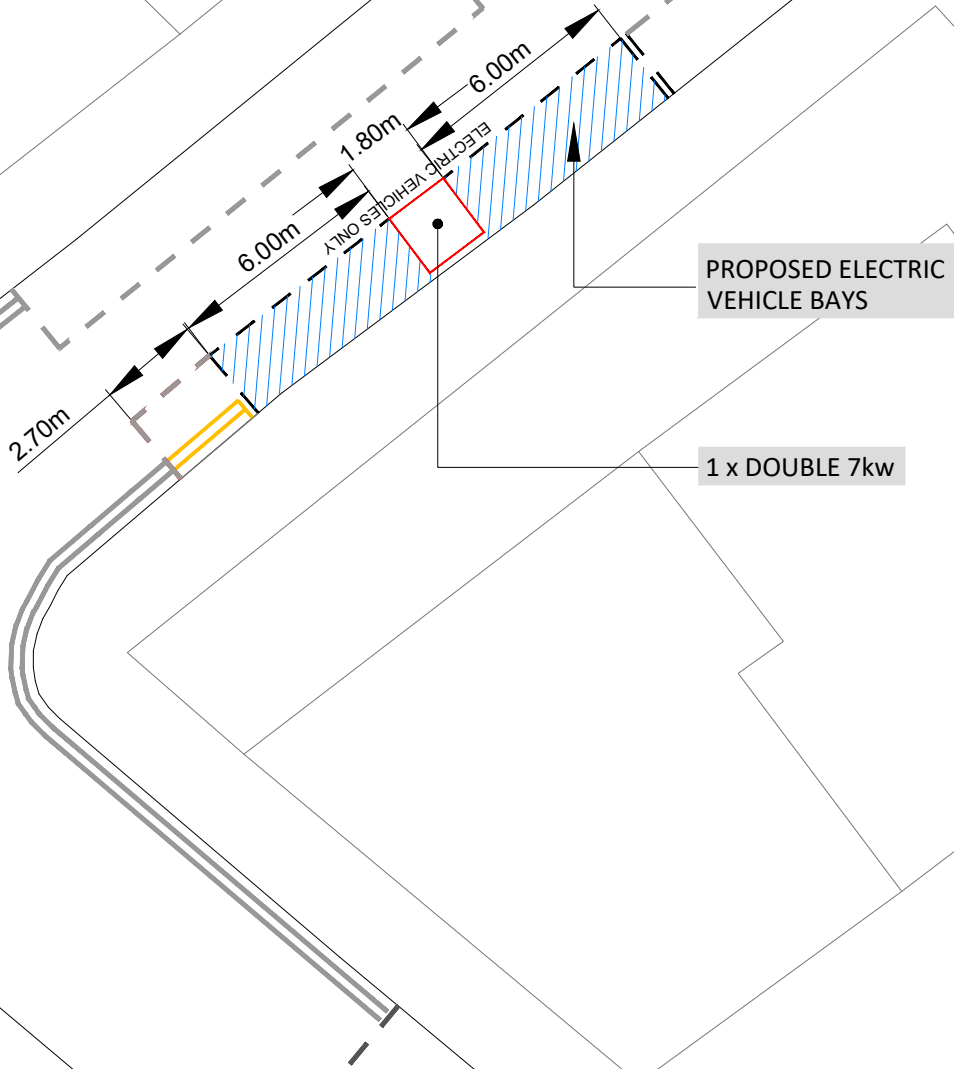 6.00m
1.80m
ELECTRIC VEHICLES ONLY
6.00m
PROPOSED ELECTRIC
VEHICLE BAYS
2.70m
1 x DOUBLE 7kw